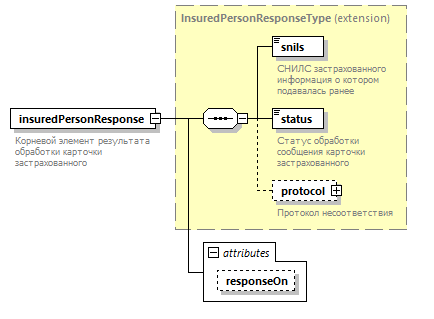 InsuredPersonResponseType (extension)
snils
СНИЛС застрахованного
информация о котором
подавалась ранее
insuredPersonResponse
Корневой элемент результата
обработки карточки
застрахованного
status
Статус обработки
сообщения карточки
застрахованного
protocol
Протокол несоответствия
attributes
responseOn